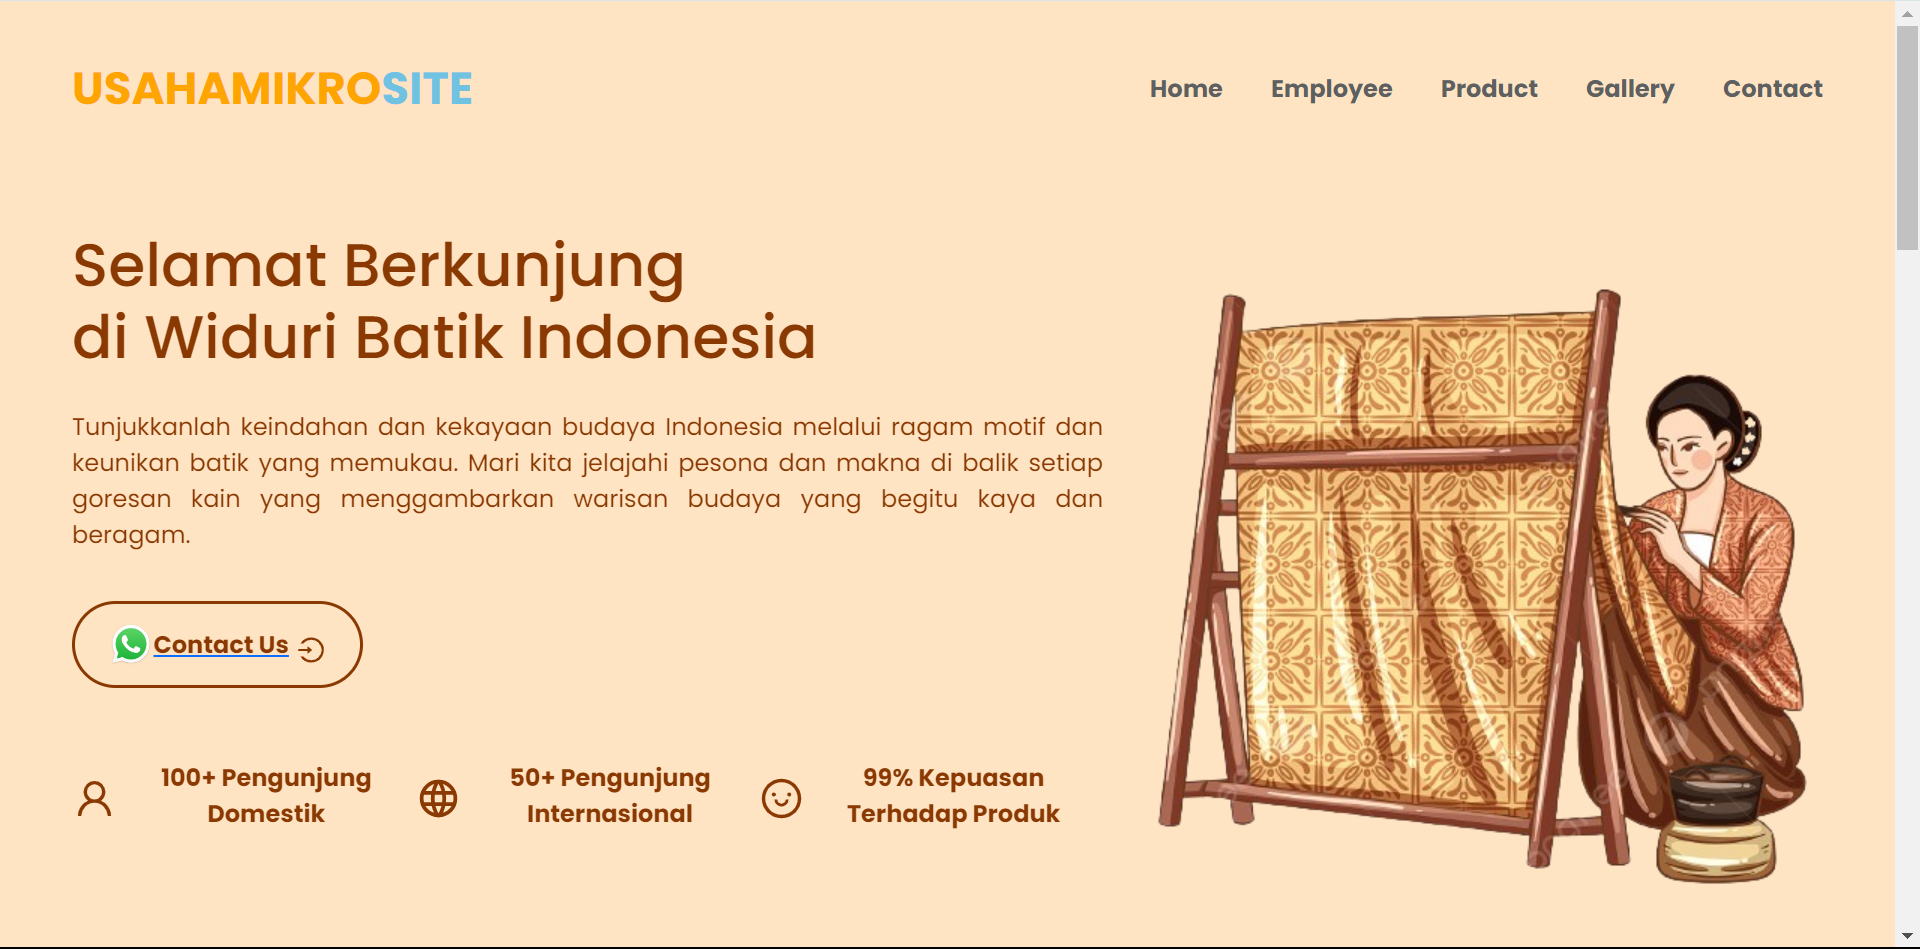 USAHAMIKROSITE
Home Employee Product Gallery Contact
Selamat Berkunjung
di Widuri Batik Indonesia
Tunjukkanlah keindahan dan kekayaan budaya Indonesia melalui ragam motif dan
keunikan batik yang memukau. Mari kita jelajahi pesona dan makna di balik setiap
goresan kain yang menggambarkan warisan budaya yang begitu kaya dan
beragam.
Contact Us
100+ Pengunjung
Domestik
50+ Pengunjung
Internasional
99% Kepuasan
Terhadap Produk